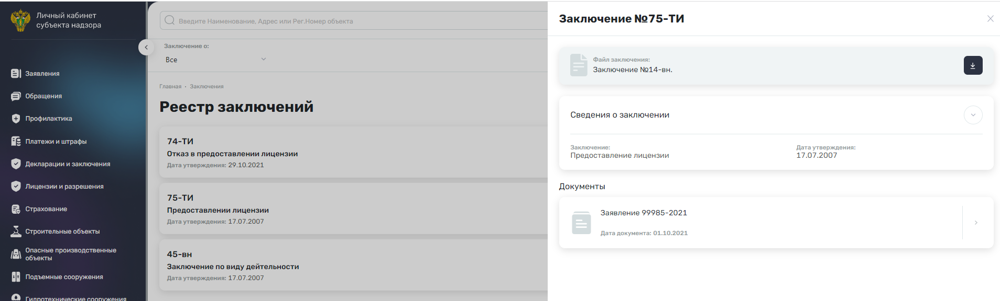 Личный кабинет
субъекта надзора
Заявления
Обращения
Профилактика
Платежи и штрафы
Декларации и заключения
Лицензии и разрешения
Страхование
Строительные объекты
Опасные производственные
объекты
Подъемные сооружения
Гидротехнические сооружения
Введите Наименование, Адрес или Рег.Номер объекта
Заключение о:
Все
Главная · Заключения
Реестр заключений
74-ТИ
Отказ в предоставлении лицензии
Дата утверждения: 29.10.2021
75-ТИ
Предоставлении лицензии
Дата утверждения: 17.07.2007
45-вн
Заключение по виду дейтельности
Дата утверждения: 17.07.2007
Заключение №75-ТИ
Файл заключения:
Заключение №14-вн.
Сведения о заключении
Заключение:
Предоставление лицензии
Дата утверждения:
17.07.2007
Документы
Заявление 99985-2021
Дата документа: 01.10.2021